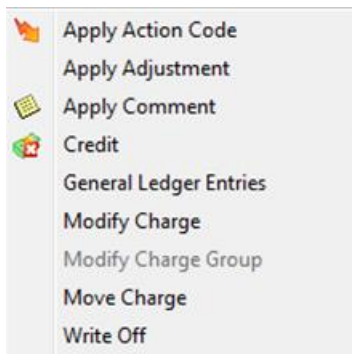 Apply Action Code
Apply Adjustment
Apply Comment
Credit
General Ledger Entries
Modify Charge
Modify Charge Group
Move Charge
Write Off